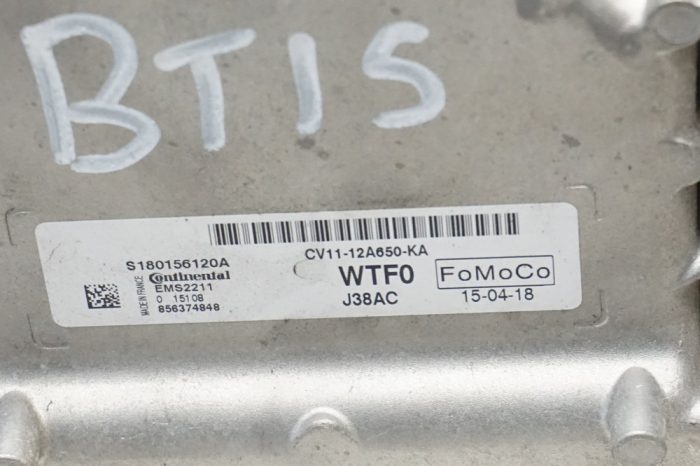 BT15
CV11-12A650-KA
S180156120A
Continental
EMS2211
0 15108
856374848
MADE IN FRANCE
WTF0
J38AC
FoMoCo
15-04-18